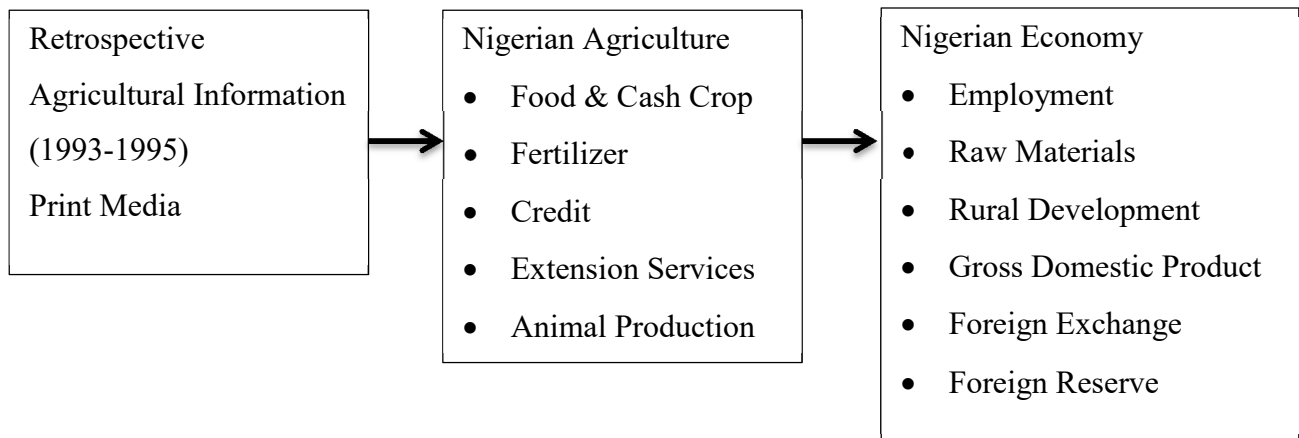 Retrospective
Agricultural Information
(1993-1995)
Print Media
Nigerian Agriculture
• Food & Cash Crop
• Fertilizer
• Credit
• Extension Services
• Animal Production
Nigerian Economy
• Employment
• Raw Materials
• Rural Development
• Gross Domestic Product
• Foreign Exchange
• Foreign Reserve